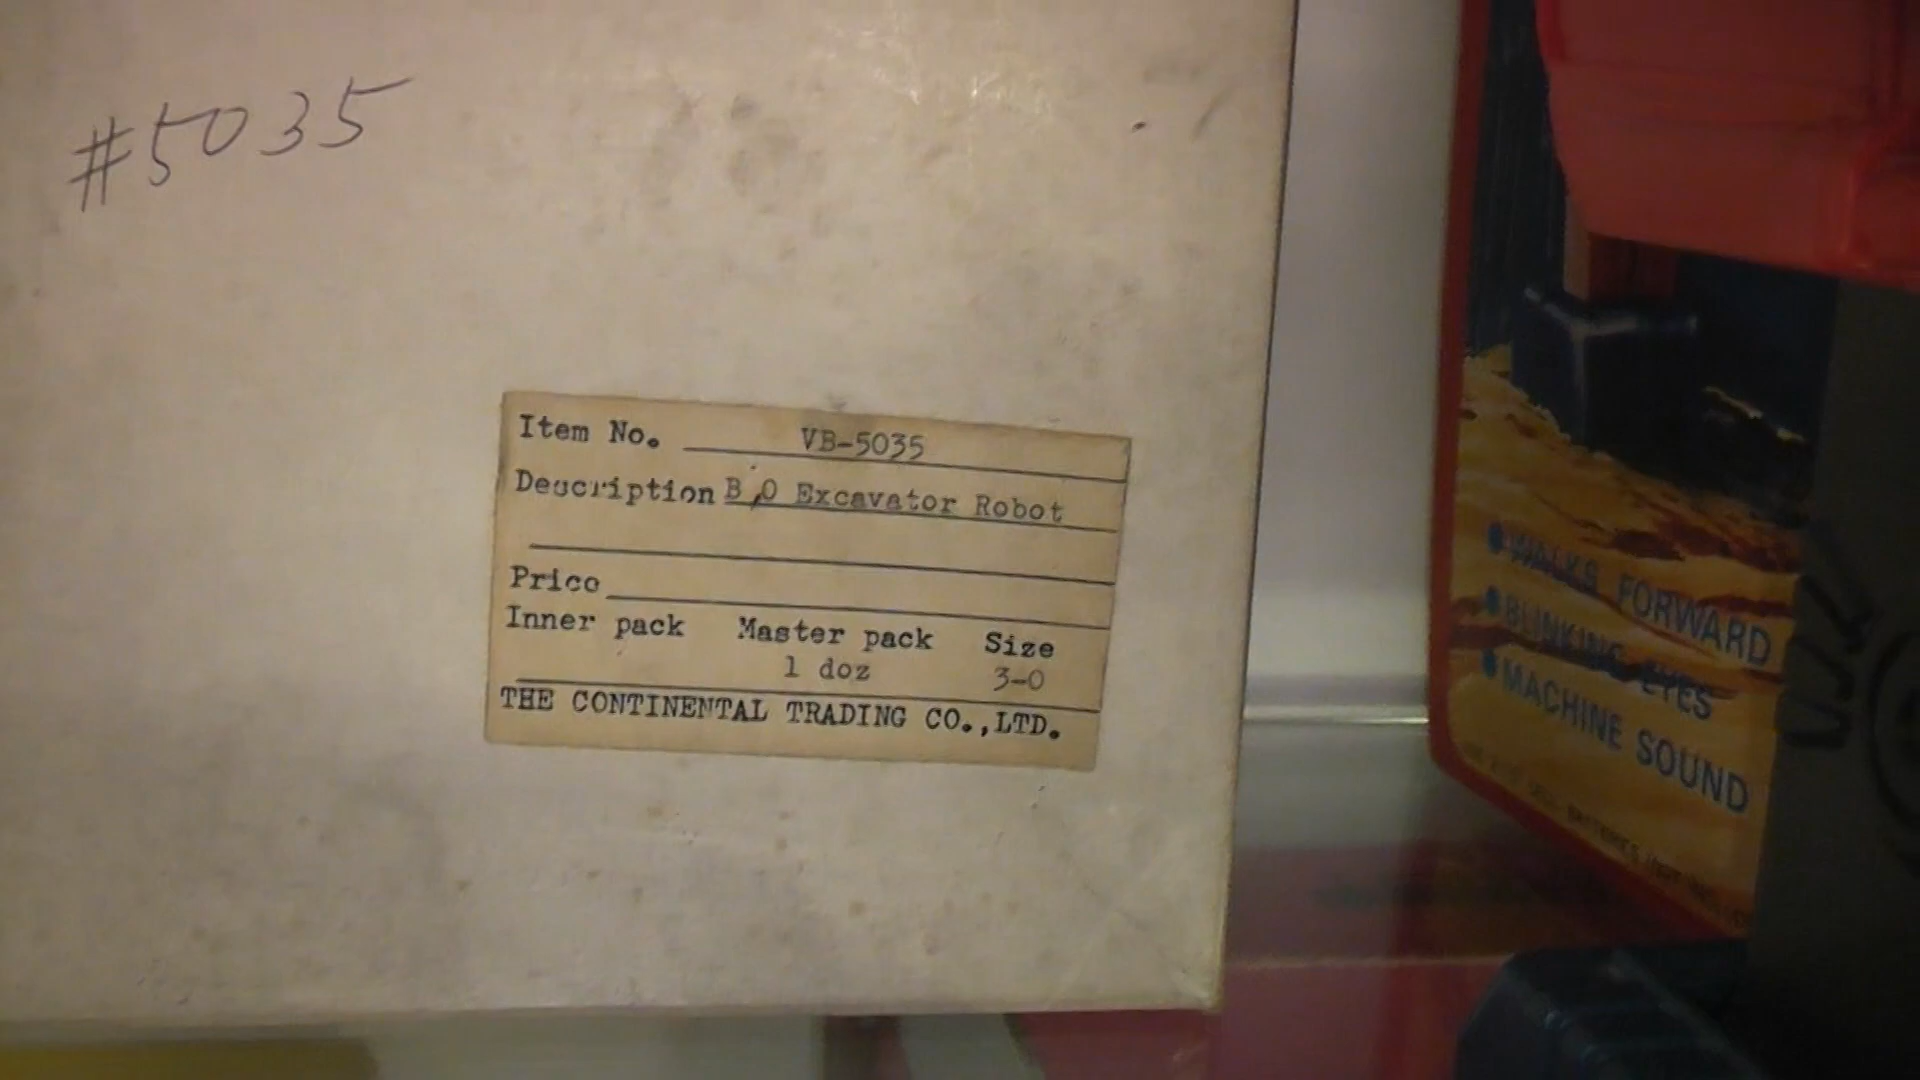 #5035
Item No. VB-5035
Description B,O Excavator Robot
Price
Inner pack Master pack Size
1 doz 3-0
THE CONTINENTAL TRADING CO.,LTD.
WALKS FORWARD
BLINKING EYES
MACHINE SOUND